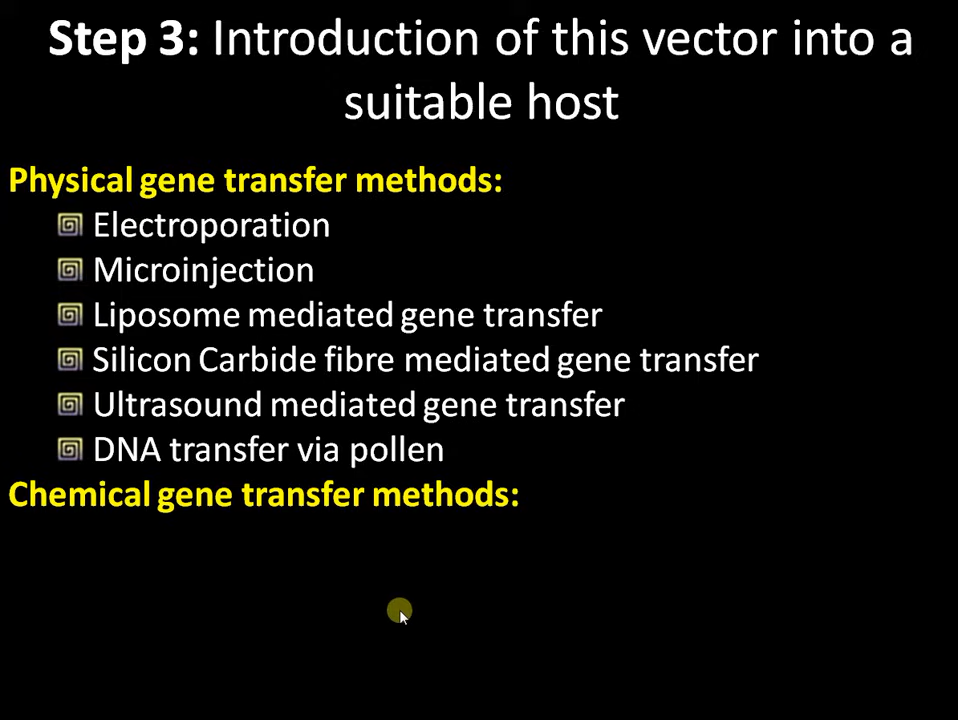 Step 3: Introduction of this vector into a
suitable host
Physical gene transfer methods:
Electroporation
Microinjection
Liposome mediated gene transfer
Silicon Carbide fibre mediated gene transfer
Ultrasound mediated gene transfer
DNA transfer via pollen
Chemical gene transfer methods: